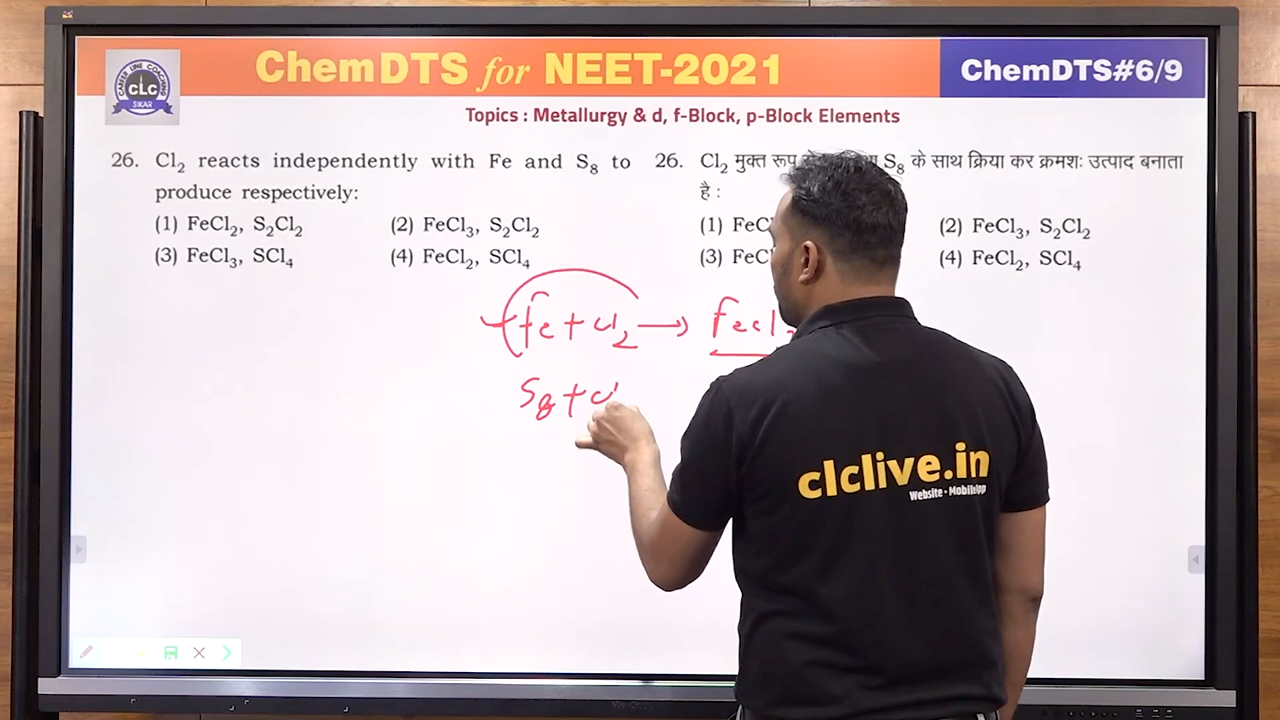 CAREER LINE COACHING
CLC
SIKAR
ChemDTS for NEET-2021
ChemDTS#6/9
Topics : Metallurgy & d, f-Block, p-Block Elements
26. Cl₂ reacts independently with Fe and S₈ to
produce respectively:
(1) FeCl₂, S₂Cl₂ (2) FeCl₃, S₂Cl₂
(3) FeCl₃, SCl₄ (4) FeCl₂, SCl₄
26. Cl₂ मुक्त रूप S₈ के साथ क्रिया कर क्रमशः उत्पाद बनाता
है :
(1) FeC (2) FeCl₃, S₂Cl₂
(3) FeC (4) FeCl₂, SCl₄
Fe + Cl₂ → FeCl
S₈ + Cl
clclive.in
Website • MobileApp